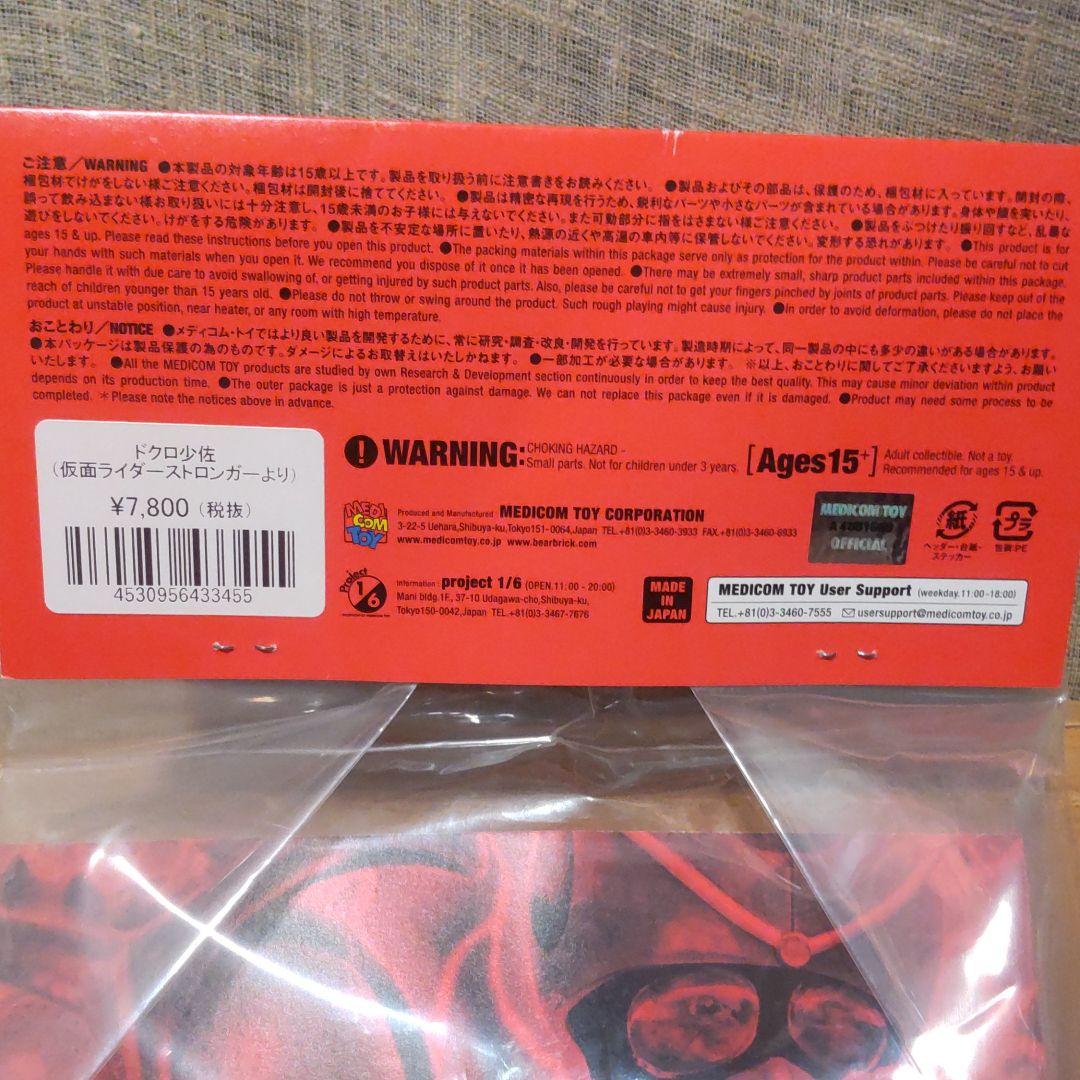 ご注意／WARNING ●本製品の対象年齢は15歳以上です。製品を取り扱う前に注意書きをお読みください。 ●製品およびその部品は、保護のため、梱包材に入っています。開封の際、
梱包材でけがをしない様ご注意ください。梱包材は開封後に捨ててください。 ●製品は精密な再現を行うため、鋭利なパーツや小さなパーツが含まれている場合があります。身体や顔を突いたり、
誤って飲み込まない様お取り扱いには十分注意し、15歳未満のお子様には与えないでください。また可動部分に指をはさまない様ご注意ください。 ●製品をぶつけたり振り回すなど、乱暴な
遊びをしないでください。けがをする危険があります。 ●製品を不安定な場所に置いたり、熱源の近くや高温の車内等に保管しないでください。変形する恐れがあります。 ●This product is for
ages 15 & up. Please read these instructions before you open this product. ●The packing materials within this package serve only as protection for the product within. Please be careful not to cut
your hands with such materials when you open it. We recommend you dispose of it once it has been opened. ●There may be extremely small, sharp product parts included within this package.
Please handle it with due care to avoid swallowing of, or getting injured by such product parts. Also, please be careful not to get your fingers pinched by joints of product parts. Please keep out of the
reach of children younger than 15 years old. ●Please do not throw or swing around the product. Such rough playing might cause injury. ●In order to avoid deformation, please do not place the
product at unstable position, near heater, or any room with high temperature.
おことわり／NOTICE ●メディコム・トイではより良い製品を開発するために、常に研究・調査・改良・開発を行っています。製造時期によって、同一製品の中にも多少の違いがある場合があります。
●本パッケージは製品保護の為のものです。ダメージによるお取替えはいたしかねます。 ●一部加工が必要な場合があります。 ※以上、おことわりに関してご了承くださいますよう、お願い
いたします。 ●All the MEDICOM TOY products are studied by own Research & Development section continuously in order to keep the best quality. This may cause minor deviation within product
depends on its production time. ●The outer package is just a protection against damage. We can not replace this package even if it is damaged. ●Product may need some process to be
completed. ＊Please note the notices above in advance.
ドクロ少佐
(仮面ライダーストロンガーより)
¥7,800 (税抜)
4530956433455
WARNING: CHOKING HAZARD -
Small parts. Not for children under 3 years.
[Ages15+] Adult collectible. Not a toy.
Recommended for ages 15 & up.
MEDI
COM
TOY
Produced and Manufactured MEDICOM TOY CORPORATION
3-22-5 Uehara,Shibuya-ku,Tokyo151-0064,Japan TEL.+81(0)3-3460-3933 FAX.+81(0)3-3460-6933
www.medicomtoy.co.jp www.bearbrick.com
MEDICOM TOY
OFFICIAL
紙
ヘッダー・台紙・
ステッカー
プラ
包装:PE
Project
1/6
Information: project 1/6 (OPEN.11:00 - 20:00)
Mani bldg.1F., 37-10 Udagawa-cho,Shibuya-ku,
Tokyo150-0042,Japan TEL.+81(0)3-3467-7676
MADE
IN
JAPAN
MEDICOM TOY User Support (weekday.11:00-18:00)
TEL.+81(0)3-3460-7555 usersupport@medicomtoy.co.jp